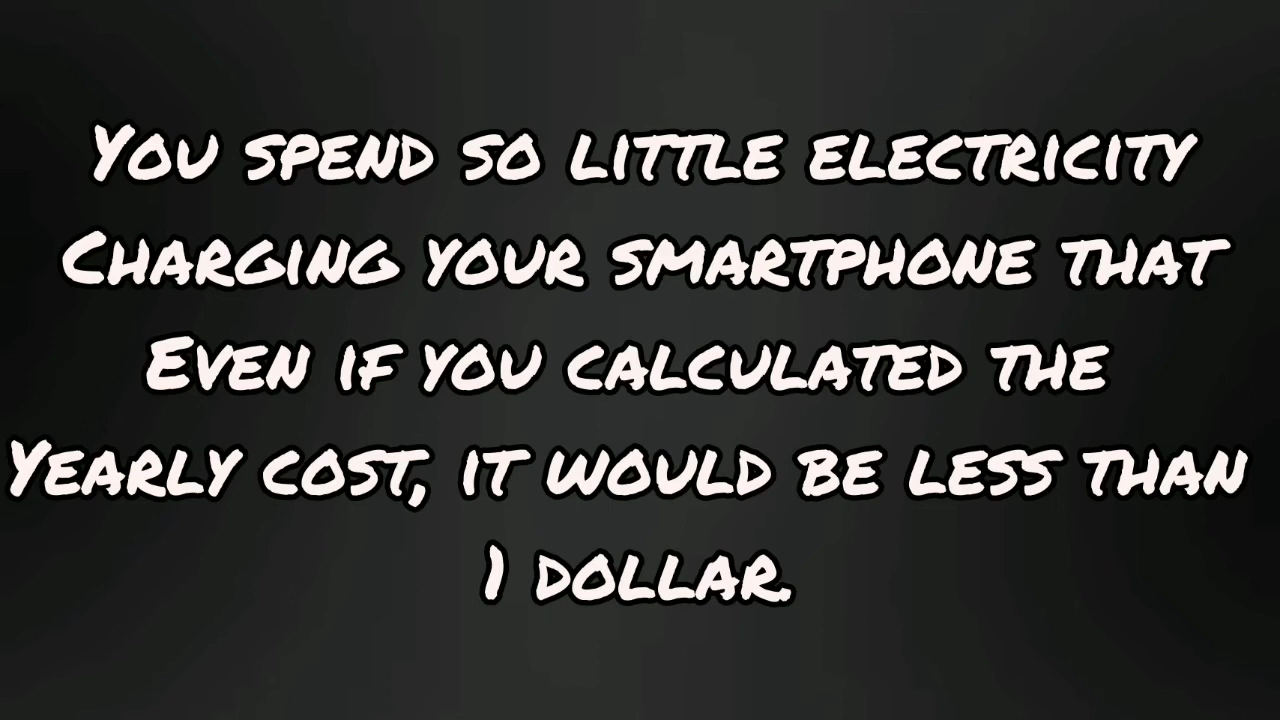 You spend so little electricity
Charging your smartphone that
Even if you calculated the
Yearly cost, it would be less than
1 dollar.